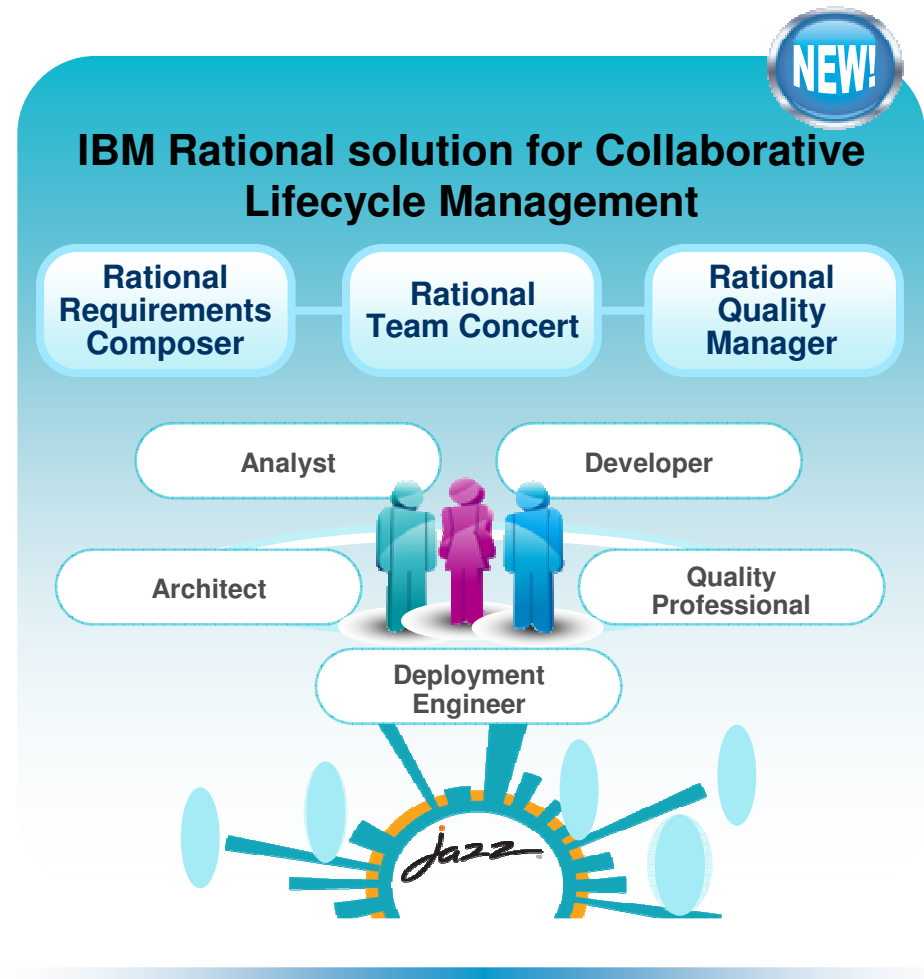 NEW!
IBM Rational solution for Collaborative
Lifecycle Management
Rational
Requirements
Composer
Rational
Team Concert
Rational
Quality
Manager
Analyst
Developer
Architect
Quality
Professional
Deployment
Engineer
jazz